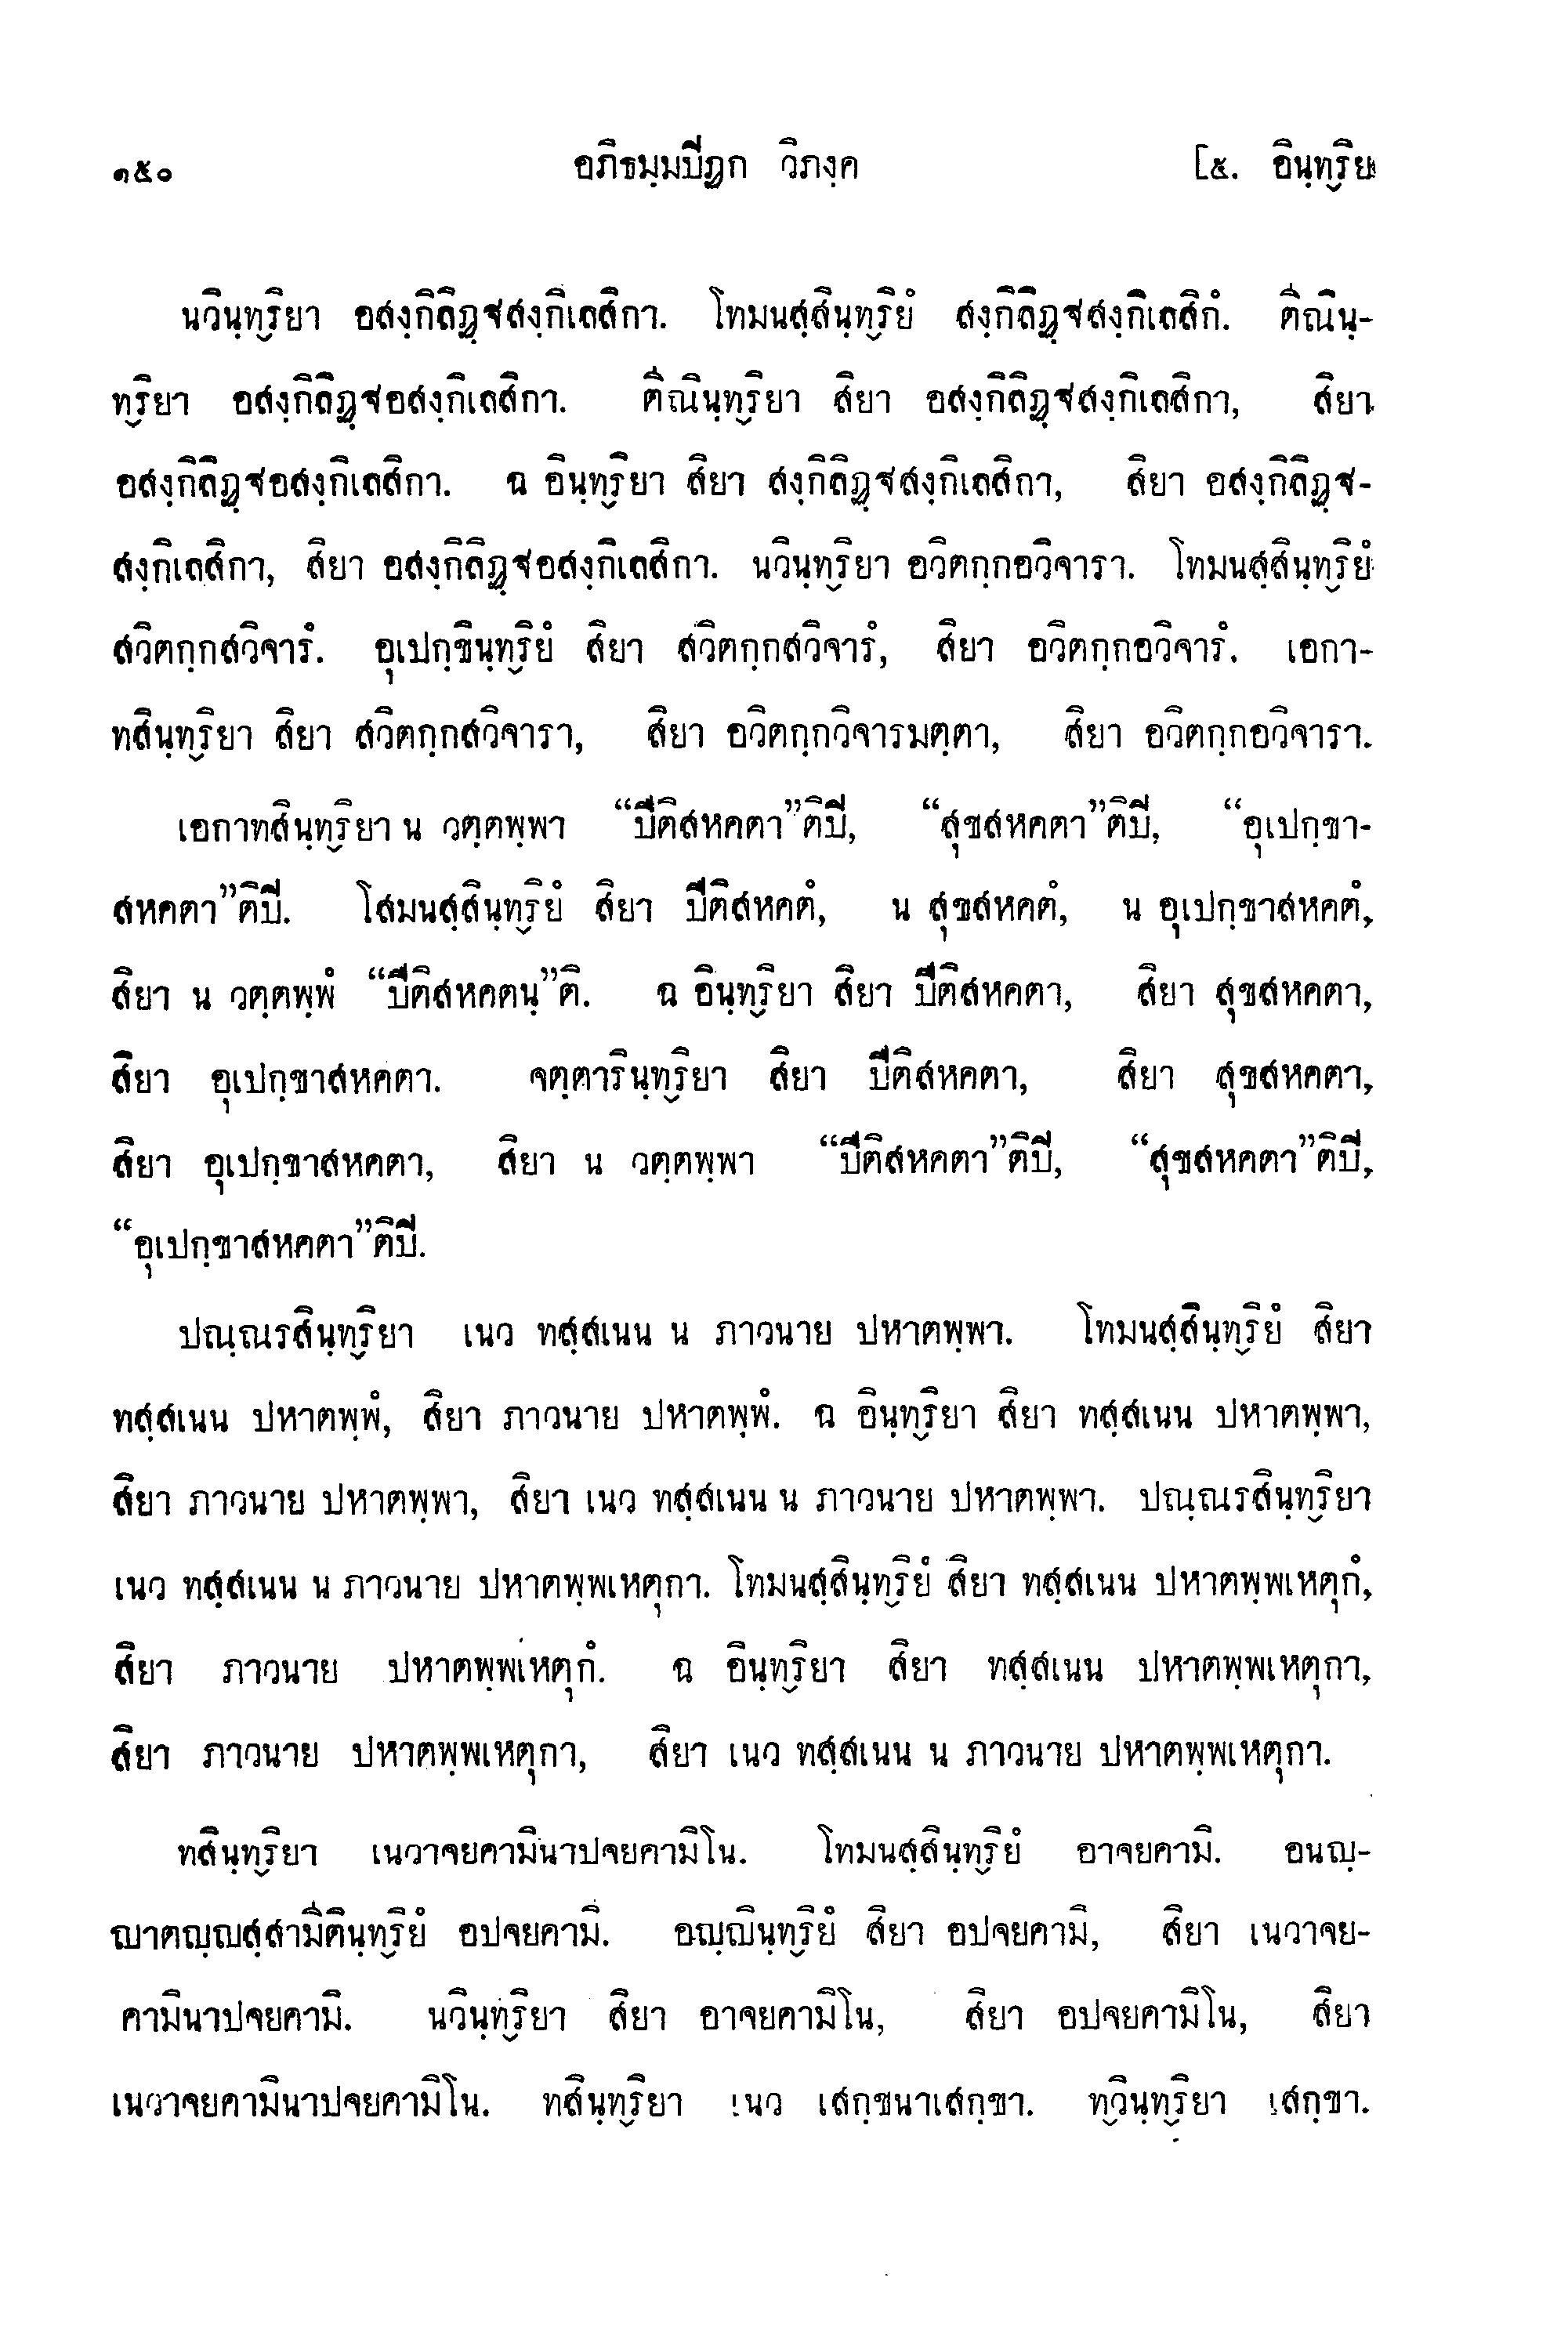 ๑๕๐ อภิธมฺมปิฏก วิภงฺค [๕. อินฺทฺริย
นวินฺทฺริยา อสงฺกิลิฏฺฐสงฺกิเลสิกา. โทมนสฺสินฺทฺริยํ สงฺกิลิฏฺฐสงฺกิเลสิกํ. ตีณินฺ-
ทฺริยา อสงฺกิลิฏฺฐอสงฺกิเลสิกา. ตีณินฺทฺริยา สิยา อสงฺกิลิฏฺฐสงฺกิเลสิกา, สิยา
อสงฺกิลิฏฺฐอสงฺกิเลสิกา. ฉ อินฺทฺริยา สิยา สงฺกิลิฏฺฐสงฺกิเลสิกา, สิยา อสงฺกิลิฏฺฐ-
สงฺกิเลสิกา, สิยา อสงฺกิลิฏฺฐอสงฺกิเลสิกา. นวินฺทฺริยา อวิตกฺกอวิจารา. โทมนสฺสินฺทฺริยํ
สวิตกฺกสวิจารํ. อุเปกฺขินฺทฺริยํ สิยา สวิตกฺกสวิจารํ, สิยา อวิตกฺกอวิจารํ. เอกา-
ทสินฺทฺริยา สิยา สวิตกฺกสวิจารา, สิยา อวิตกฺกวิจารมตฺตา, สิยา อวิตกฺกอวิจารา.
เอกาทสินฺทฺริยา น วตฺตพฺพา “ปีติสหคตา”ติปิ, “สุขสหคตา”ติปิ, “อุเปกฺขา-
สหคตา”ติปิ. โสมนสฺสินฺทฺริยํ สิยา ปีติสหคตํ, น สุขสหคตํ, น อุเปกฺขาสหคตํ,
สิยา น วตฺตพฺพํ “ปีติสหคตนฺ”ติ. ฉ อินฺทฺริยา สิยา ปีติสหคตา, สิยา สุขสหคตา,
สิยา อุเปกฺขาสหคตา. จตฺตารินฺทฺริยา สิยา ปีติสหคตา, สิยา สุขสหคตา,
สิยา อุเปกฺขาสหคตา, สิยา น วตฺตพฺพา “ปีติสหคตา”ติปิ, “สุขสหคตา”ติปิ,
“อุเปกฺขาสหคตา”ติปิ.
ปณฺณรสินฺทฺริยา เนว ทสฺสเนน น ภาวนาย ปหาตพฺพา. โทมนสฺสินฺทฺริยํ สิยา
ทสฺสเนน ปหาตพฺพํ, สิยา ภาวนาย ปหาตพฺพํ. ฉ อินฺทฺริยา สิยา ทสฺสเนน ปหาตพฺพา,
สิยา ภาวนาย ปหาตพฺพา, สิยา เนว ทสฺสเนน น ภาวนาย ปหาตพฺพา. ปณฺณรสินฺทฺริยา
เนว ทสฺสเนน น ภาวนาย ปหาตพฺพเหตุกา. โทมนสฺสินฺทฺริยํ สิยา ทสฺสเนน ปหาตพฺพเหตุกํ,
สิยา ภาวนาย ปหาตพฺพเหตุกํ. ฉ อินฺทฺริยา สิยา ทสฺสเนน ปหาตพฺพเหตุกา,
สิยา ภาวนาย ปหาตพฺพเหตุกา, สิยา เนว ทสฺสเนน น ภาวนาย ปหาตพฺพเหตุกา.
ทสินฺทฺริยา เนวาจยคามินาปจยคามิโน. โทมนสฺสินฺทฺริยํ อาจยคามิ. อนญฺ-
ญาตญฺญสฺสามีตินฺทฺริยํ อปจยคามิ. อญฺญินฺทฺริยํ สิยา อปจยคามิ, สิยา เนวาจย-
คามินาปจยคามิ. นวินฺทฺริยา สิยา อาจยคามิโน, สิยา อปจยคามิโน, สิยา
เนวาจยคามินาปจยคามิโน. ทสินฺทฺริยา เนว เสกฺขนาเสกฺขา. ทฺวินฺทฺริยา เสกฺขา.